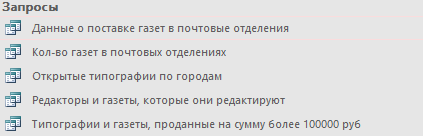 Запросы
Данные о поставке газет в почтовые отделения
Кол-во газет в почтовых отделениях
Открытые типографии по городам
Редакторы и газеты, которые они редактируют
Типографии и газеты, проданные на сумму более 100000 руб